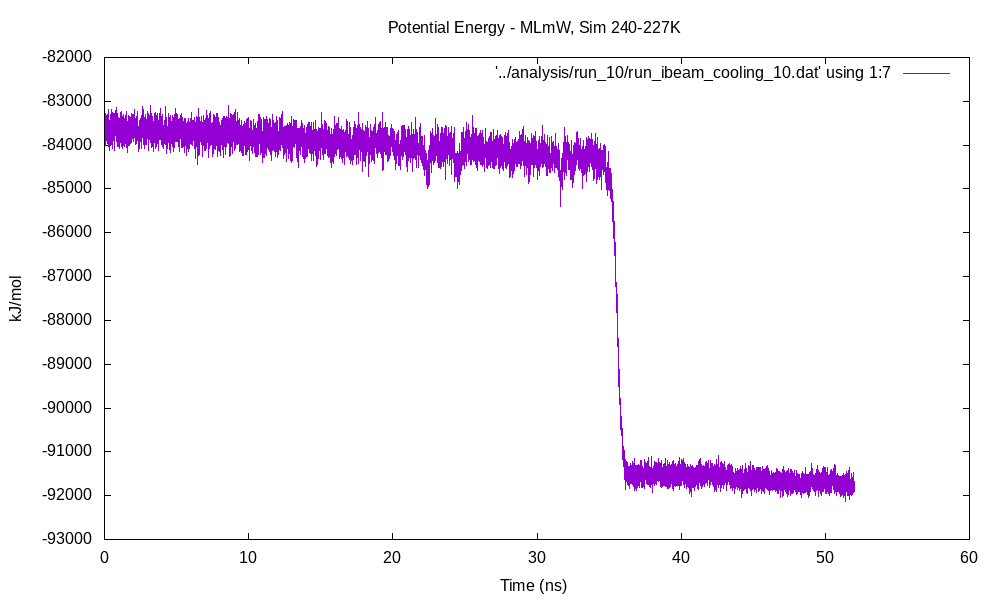 Potential Energy - MLmW, Sim 240-227K
'../analysis/run_10/run_ibeam_cooling_10.dat' using 1:7
-82000
-83000
-84000
-85000
-86000
-87000
-88000
-89000
-90000
-91000
-92000
-93000
kJ/mol
0 10 20 30 40 50 60
Time (ns)